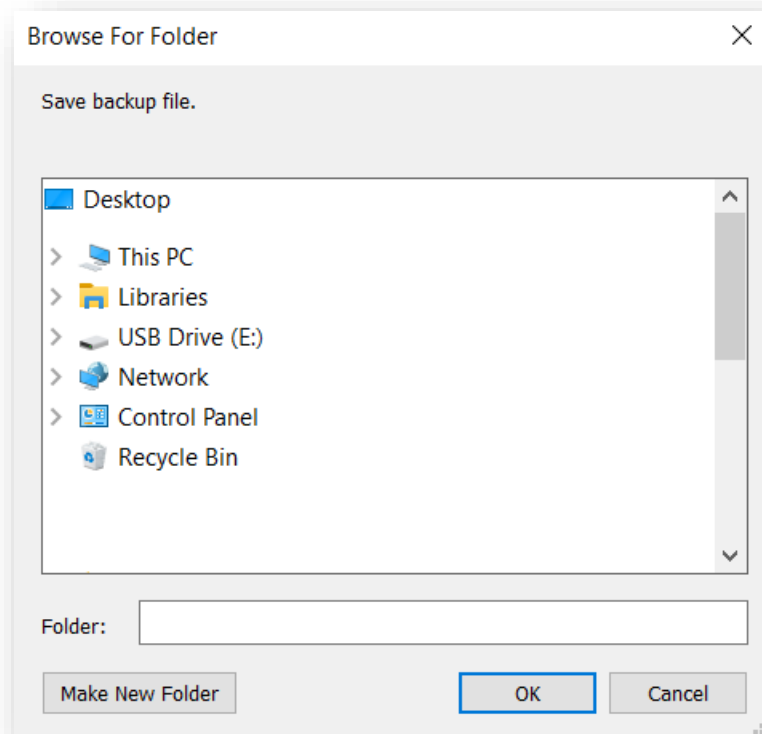 Browse For Folder
Save backup file.
Desktop
This PC
Libraries
USB Drive (E:)
Network
Control Panel
Recycle Bin
Folder:
Make New Folder OK Cancel